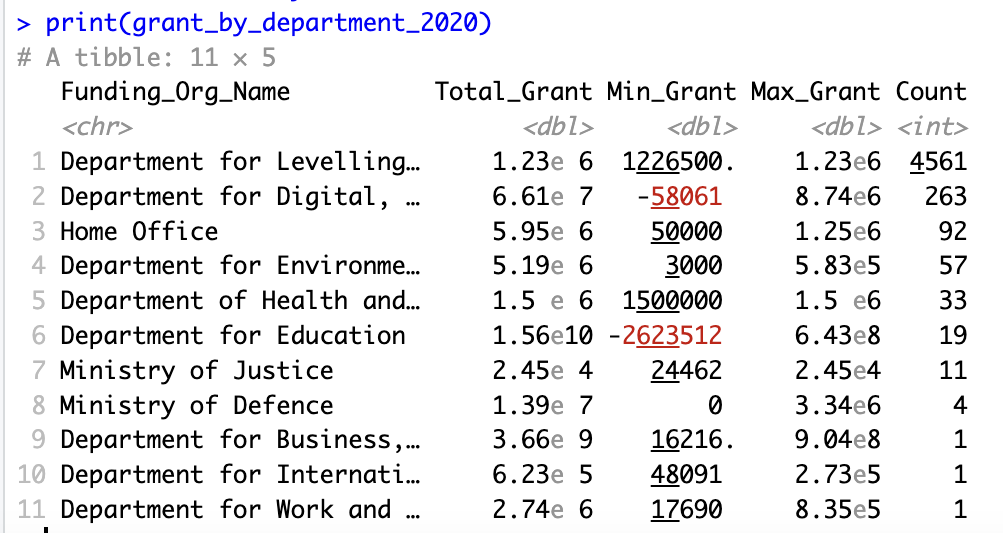 > print(grant_by_department_2020)
# A tibble: 11 × 5
Funding_Org_Name Total_Grant Min_Grant Max_Grant Count
<chr> <dbl> <dbl> <dbl> <int>
1 Department for Levelling… 1.23e 6 1226500. 1.23e6 4561
2 Department for Digital, … 6.61e 7 -58061 8.74e6 263
3 Home Office 5.95e 6 50000 1.25e6 92
4 Department for Environme… 5.19e 6 3000 5.83e5 57
5 Department of Health and… 1.5 e 6 1500000 1.5 e6 33
6 Department for Education 1.56e10 -2623512 6.43e8 19
7 Ministry of Justice 2.45e 4 24462 2.45e4 11
8 Ministry of Defence 1.39e 7 0 3.34e6 4
9 Department for Business,… 3.66e 9 16216. 9.04e8 1
10 Department for Internati… 6.23e 5 48091 2.73e5 1
11 Department for Work and … 2.74e 6 17690 8.35e5 1